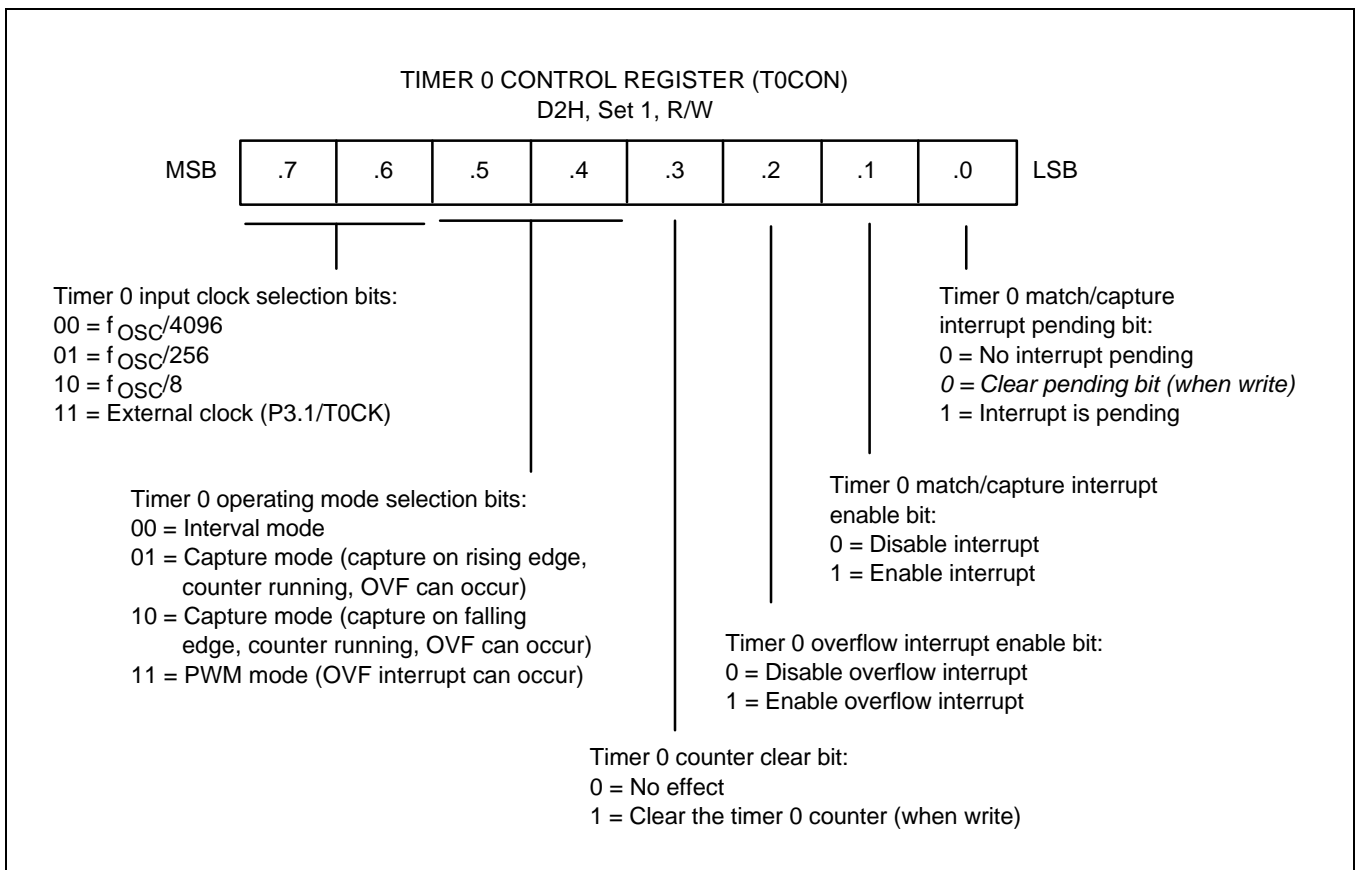 TIMER 0 CONTROL REGISTER (T0CON)
D2H, Set 1, R/W
MSB .7 .6 .5 .4 .3 .2 .1 .0 LSB
Timer 0 input clock selection bits:
00 = fOSC/4096
01 = fOSC/256
10 = fOSC/8
11 = External clock (P3.1/T0CK)
Timer 0 match/capture
interrupt pending bit:
0 = No interrupt pending
0 = Clear pending bit (when write)
1 = Interrupt is pending
Timer 0 operating mode selection bits:
00 = Interval mode
01 = Capture mode (capture on rising edge,
counter running, OVF can occur)
10 = Capture mode (capture on falling
edge, counter running, OVF can occur)
11 = PWM mode (OVF interrupt can occur)
Timer 0 match/capture interrupt
enable bit:
0 = Disable interrupt
1 = Enable interrupt
Timer 0 overflow interrupt enable bit:
0 = Disable overflow interrupt
1 = Enable overflow interrupt
Timer 0 counter clear bit:
0 = No effect
1 = Clear the timer 0 counter (when write)